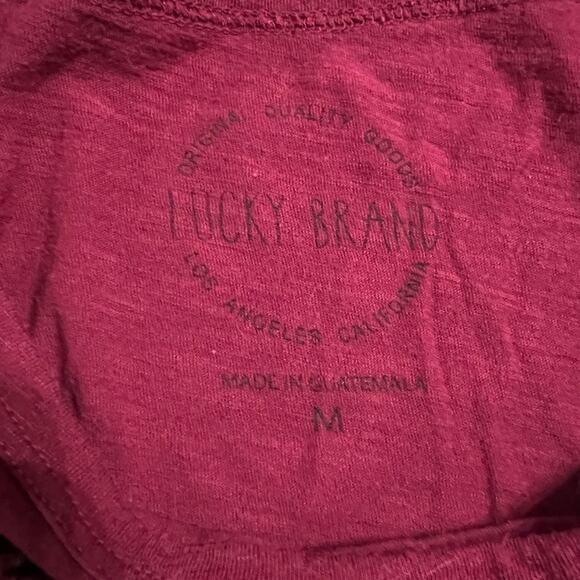 ORIGINAL QUALITY GOODS
LUCKY BRAND
LOS ANGELES CALIFORNIA
MADE IN GUATEMALA
M